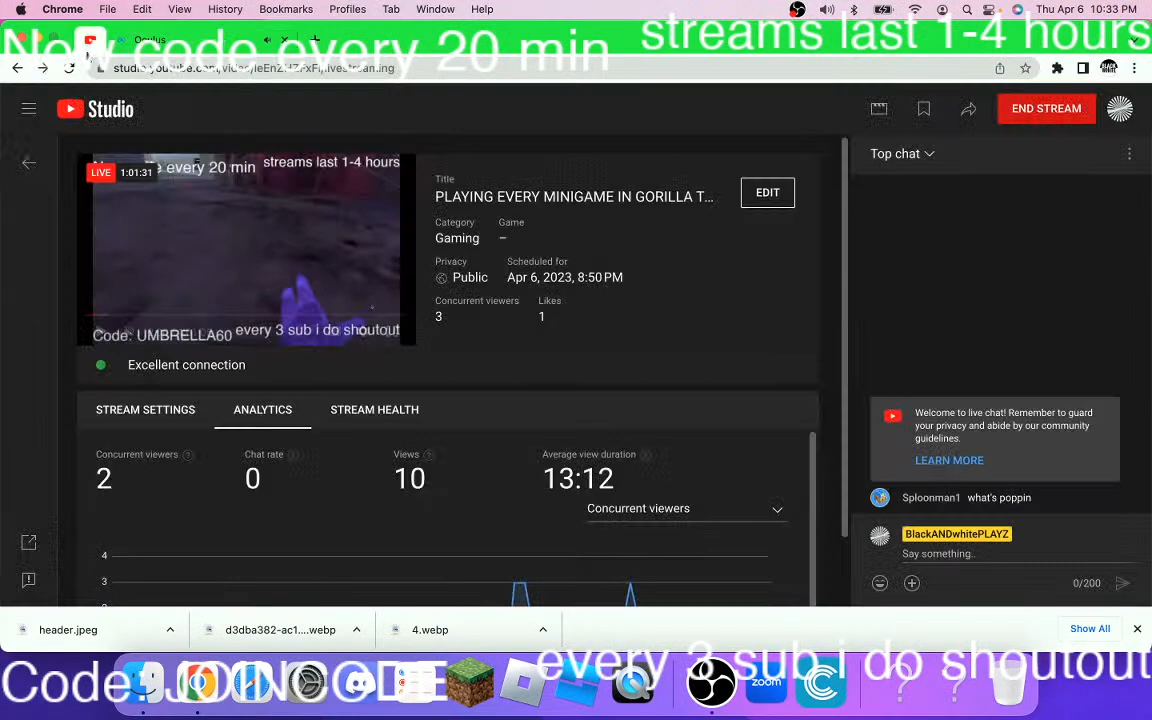 Chrome File Edit View History Bookmarks Profiles Tab Window Help Thu Apr 6 10:33 PM
New code every 20 min
streams last 1-4 hours
Oculus
Studio
END STREAM
LIVE 1:01:31
every 20 min streams last 1-4 hours
Code: UMBRELLA60 every 3 sub i do shoutout
Title
PLAYING EVERY MINIGAME IN GORILLA T...
EDIT
Category Game
Gaming –
Privacy Scheduled for
Public Apr 6, 2023, 8:50 PM
Concurrent viewers Likes
3 1
Excellent connection
STREAM SETTINGS ANALYTICS STREAM HEALTH
Concurrent viewers Chat rate Views Average view duration
2 0 10 13:12
Concurrent viewers
4
3
Top chat
Welcome to live chat! Remember to guard
your privacy and abide by our community
guidelines.
LEARN MORE
Sploonman1 what's poppin
BlackANDwhitePLAYZ
Say something..
0/200
header.jpeg d3dba382-ac1....webp 4.webp Show All
Code: JOINCODE
every 3 sub i do shoutout
zoom